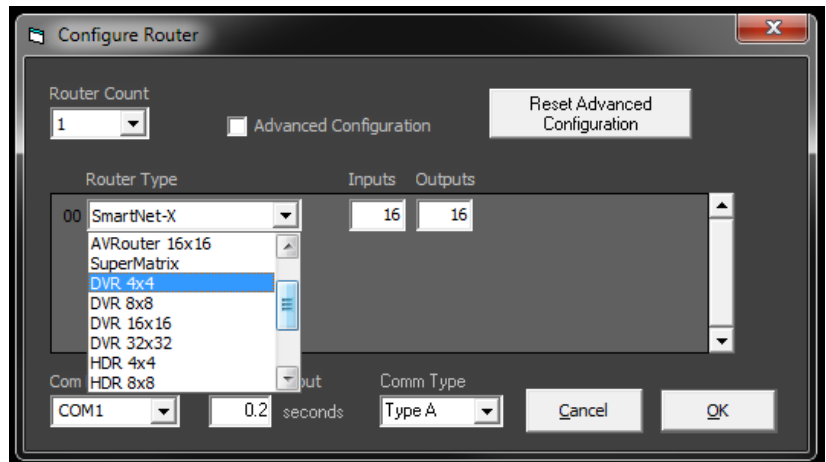 Configure Router
Router Count
1
Advanced Configuration
Reset Advanced
Configuration
Router Type Inputs Outputs
00 SmartNet-X 16 16
AVRouter 16x16
SuperMatrix
DVR 4x4
DVR 8x8
DVR 16x16
DVR 32x32
HDR 4x4
HDR 8x8
Com out Comm Type
COM1 0.2 seconds Type A Cancel OK